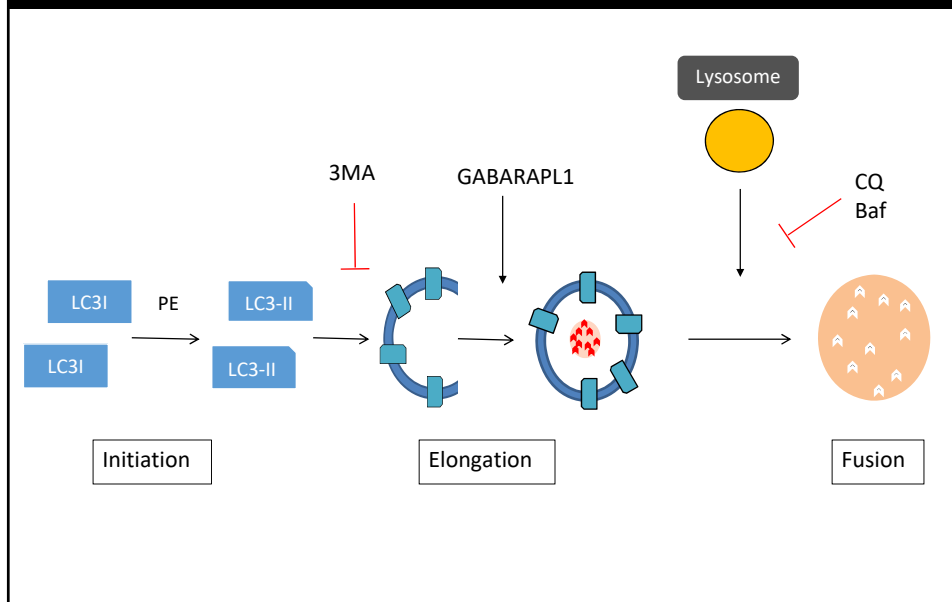 Lysosome
3MA
GABARAPL1
CQ
Baf
LC3I
PE
LC3-II
LC3I
LC3-II
Initiation
Elongation
Fusion